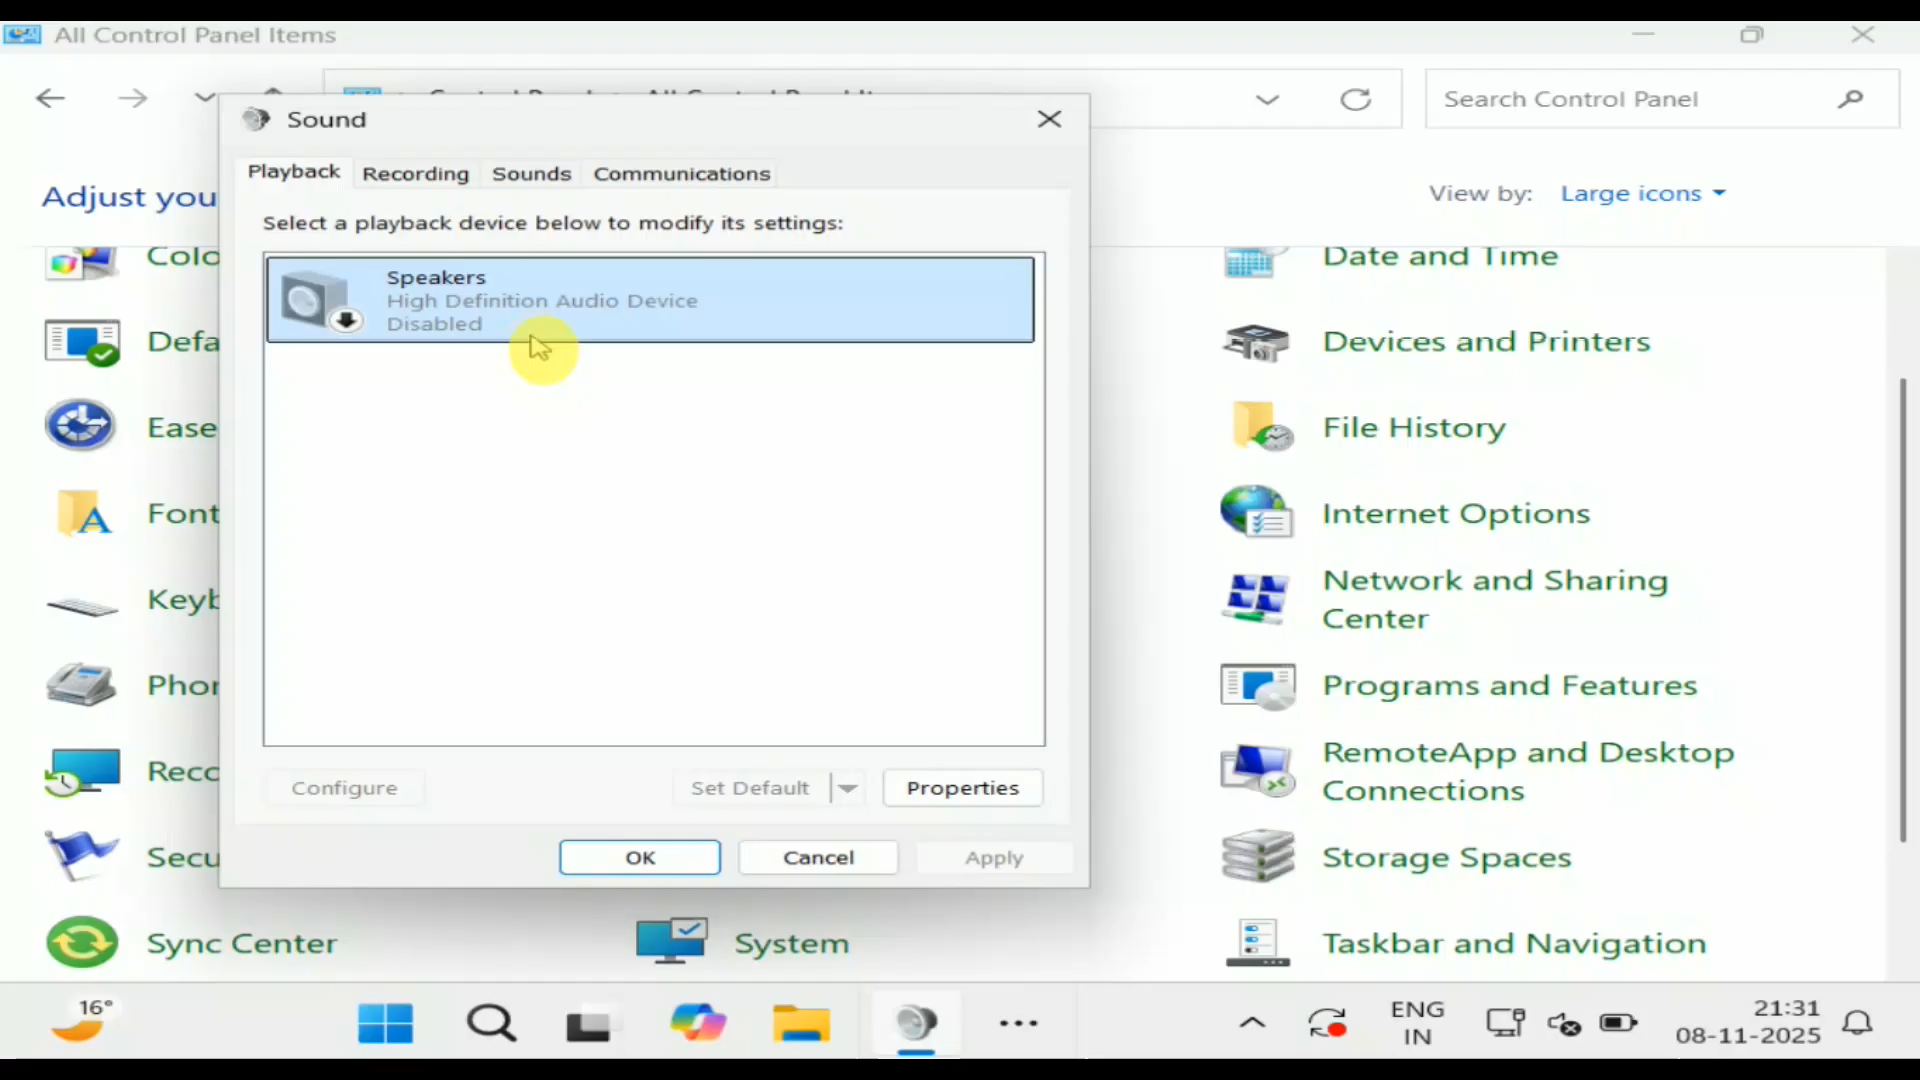 All Control Panel Items
Search Control Panel
Sound
Playback
Recording
Sounds
Communications
Adjust you
View by:
Large icons
Select a playback device below to modify its settings:
Speakers
High Definition Audio Device
Disabled
Colo
Date and Time
Defa
Devices and Printers
Ease
File History
Font
Internet Options
Keyb
Network and Sharing
Center
Phor
Programs and Features
Reco
RemoteApp and Desktop
Connections
Configure
Set Default
Properties
Secu
OK
Cancel
Apply
Storage Spaces
Sync Center
System
Taskbar and Navigation
16°
ENG
IN
21:31
08-11-2025